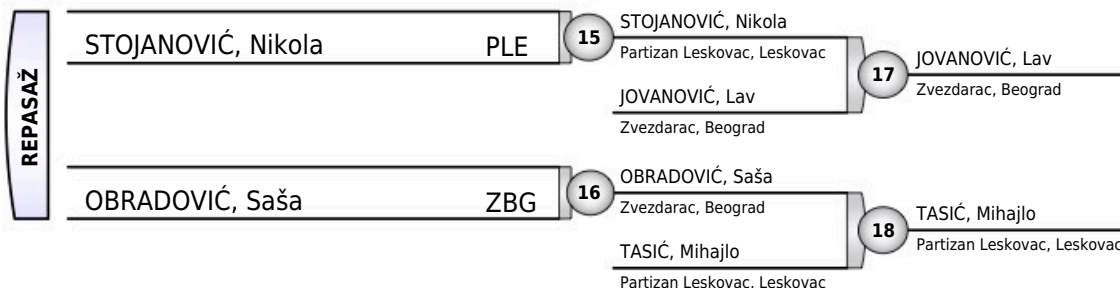 REPASAŽ
STOJANOVIĆ, Nikola PLE
15
STOJANOVIĆ, Nikola
Partizan Leskovac, Leskovac
JOVANOVIĆ, Lav
Zvezdarac, Beograd
17
JOVANOVIĆ, Lav
Zvezdarac, Beograd
OBRADOVIĆ, Saša ZBG
16
OBRADOVIĆ, Saša
Zvezdarac, Beograd
TASIĆ, Mihajlo
Partizan Leskovac, Leskovac
18
TASIĆ, Mihajlo
Partizan Leskovac, Leskovac